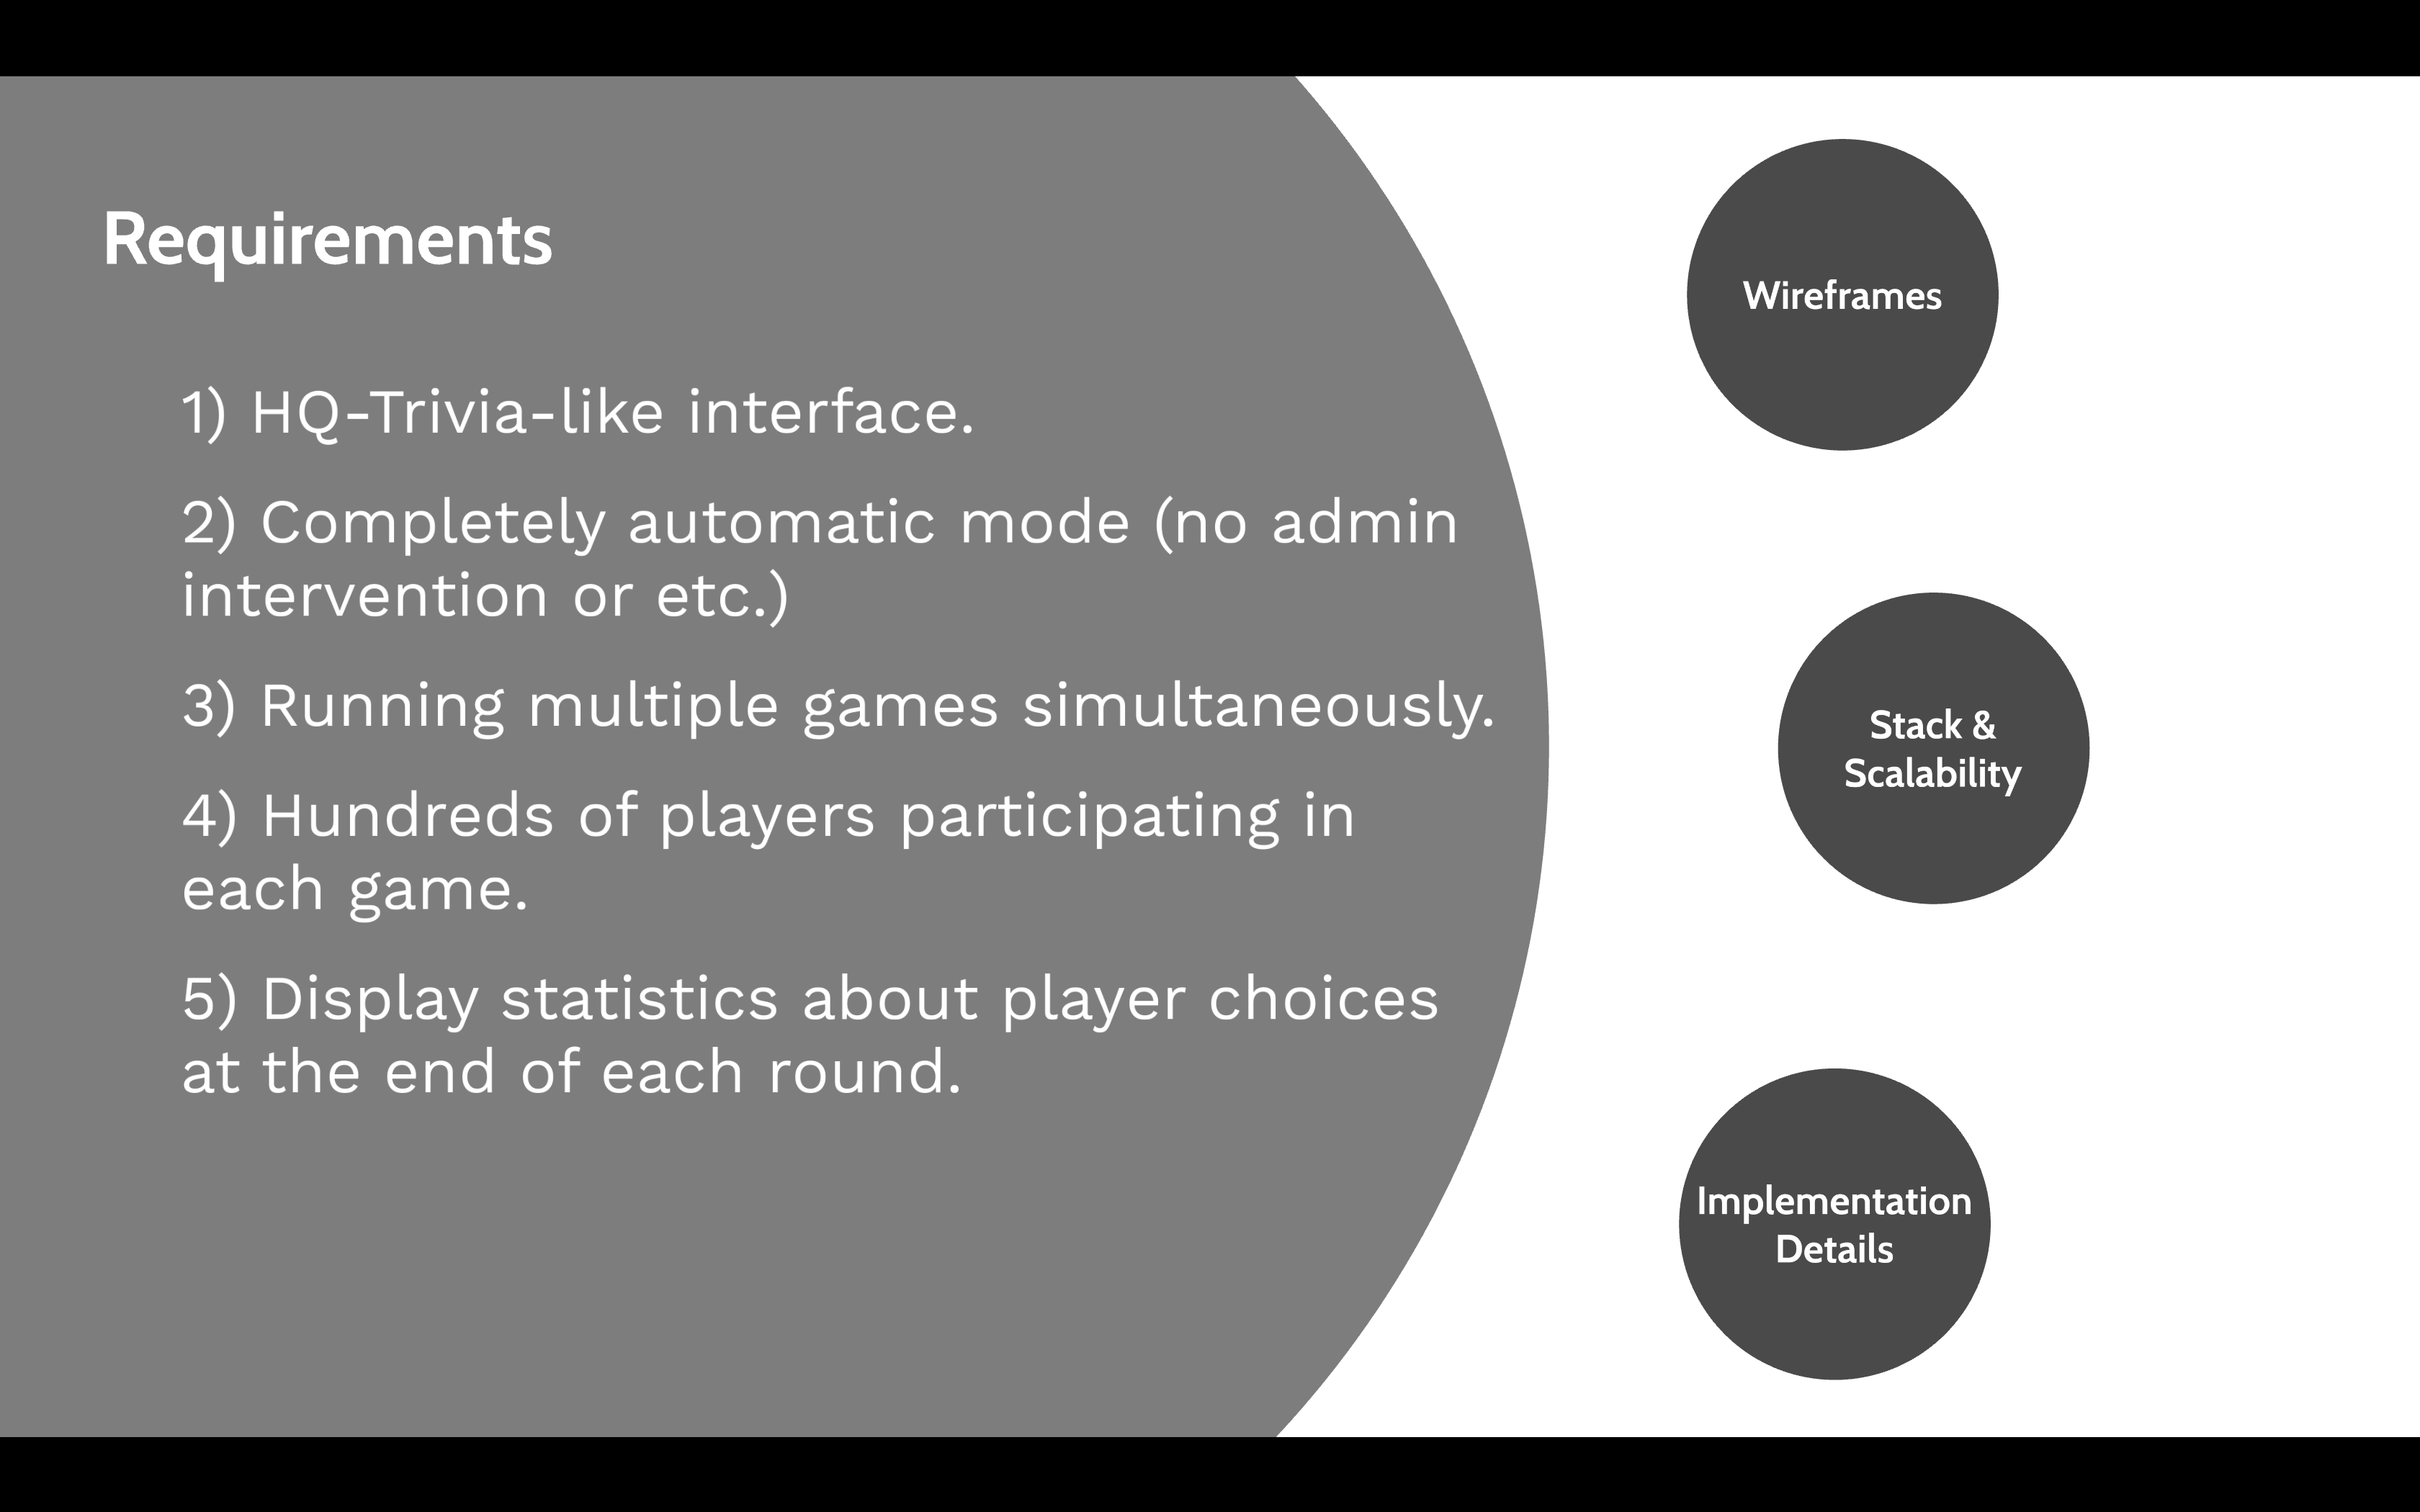 Requirements
1) HQ-Trivia-like interface.
2) Completely automatic mode (no admin
intervention or etc.)
3) Running multiple games simultaneously.
4) Hundreds of players participating in
each game.
5) Display statistics about player choices
at the end of each round.
Wireframes
Stack &
Scalability
Implementation
Details